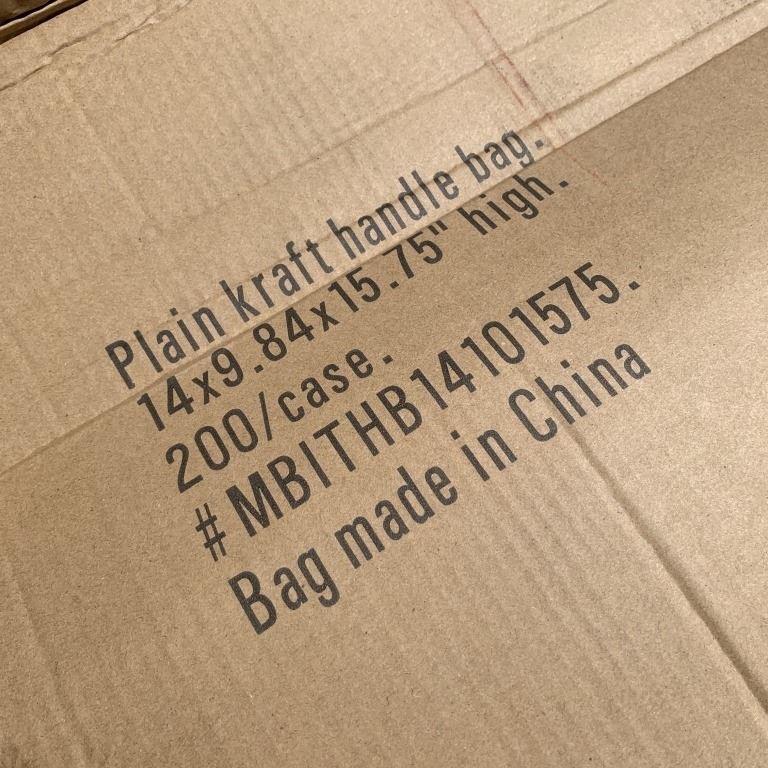 Plain kraft handle bag.
14x9.84x15.75" high.
200/case.
#MBITHB14101575.
Bag made in China